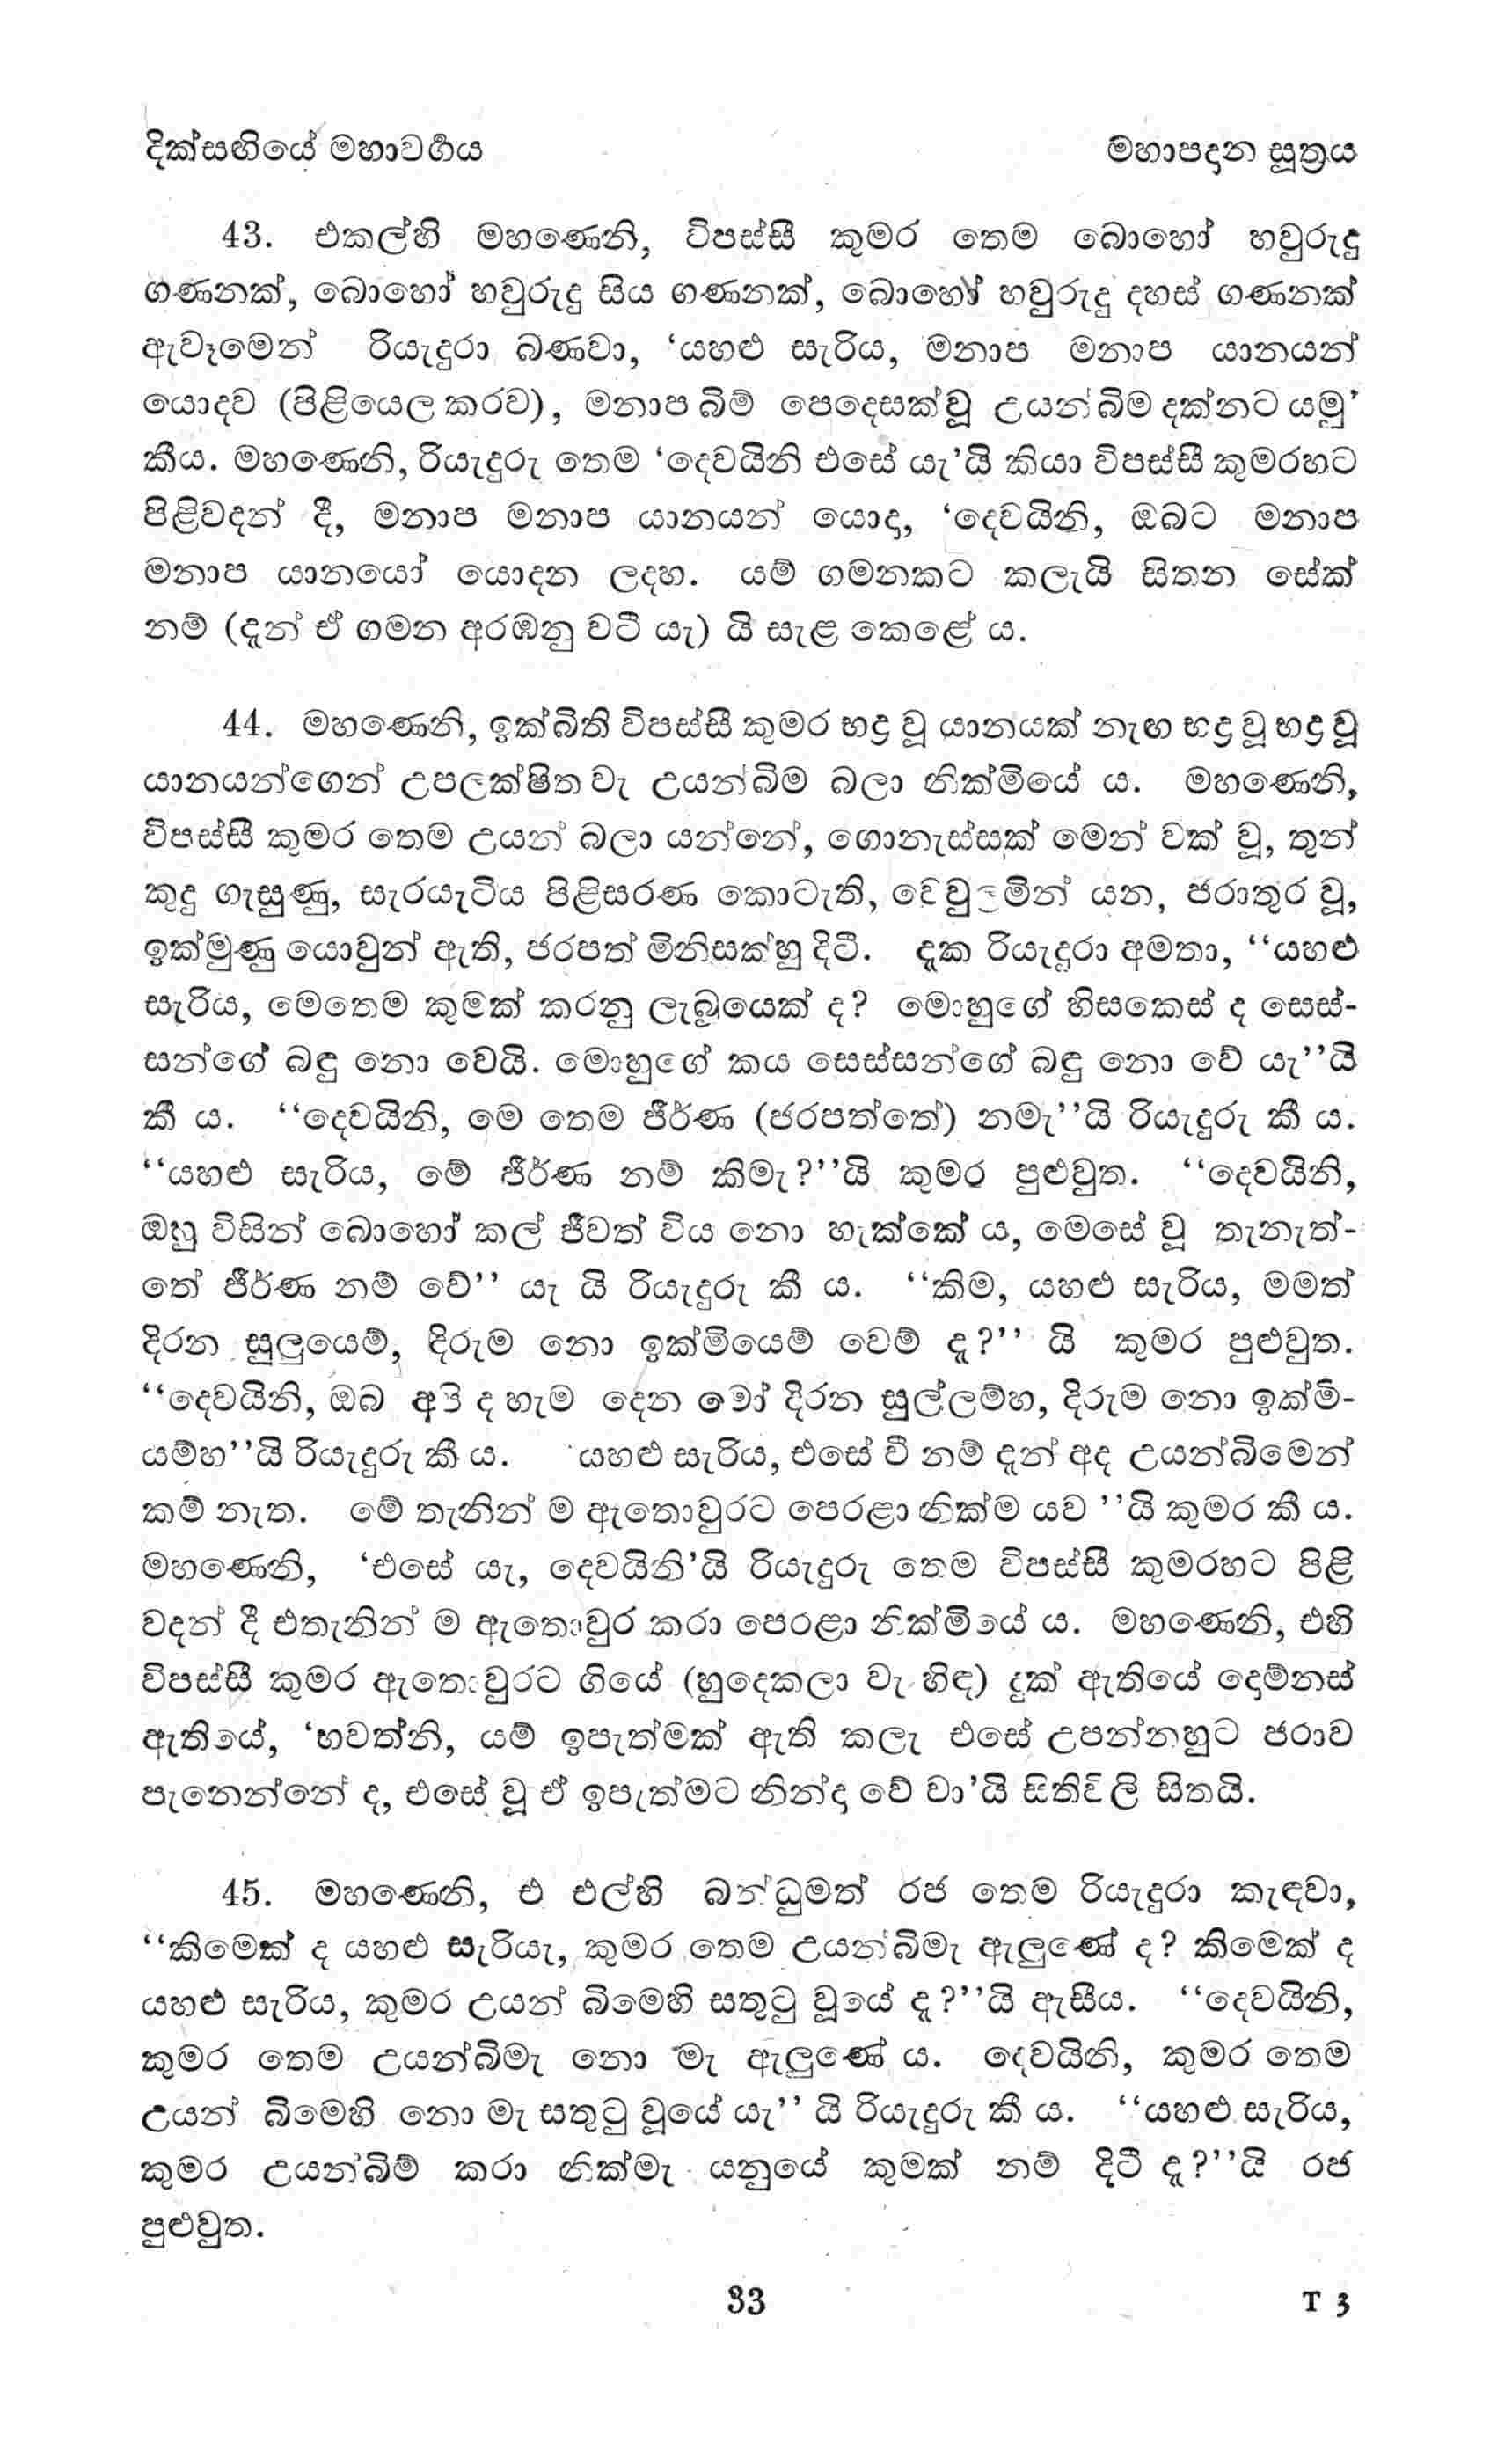 දික්සඟියේ මහාවර්‍ගය මහාපදාන සූත්‍රය
43. එකල්හි මහණෙනි, විපස්සී කුමර තෙම බොහෝ හවුරුදු
ගණනක්, බොහෝ හවුරුදු සිය ගණනක්, බොහෝ හවුරුදු දහස් ගණනක්
ඇවෑමෙන් රියැදුරා බණවා, ‘යහළු සැරිය, මනාප මනාප යානයන්
යොදව (පිළියෙල කරව), මනාප බිම් පෙදෙසක්වූ උයන්බිම දක්නට යමු’
කීය. මහණෙනි, රියැදුරු තෙම ‘දෙවයිනි එසේ යැ’යි කියා විපස්සී කුමරහට
පිළිවදන් දී, මනාප මනාප යානයන් යොදා, ‘දෙවයිනි, ඔබට මනාප
මනාප යානයෝ යොදන ලදහ. යම් ගමනකට කලැයි සිතන සේක්
නම් (දැන් ඒ ගමන අරඹනු වටී යැ) යි සැළ කෙළේ ය.
44. මහණෙනි, ඉක්බිති විපස්සී කුමර භද්‍ර වූ යානයක් නැඟ භද්‍ර වූ භද්‍ර වූ
යානයන්ගෙන් උපලක්ෂිත වැ උයන්බිම බලා නික්මියේ ය. මහණෙනි,
විපස්සී කුමර තෙම උයන් බලා යන්නේ, ගොනැස්සක් මෙන් වක් වූ, තුන්
කුදු ගැසුණු, සැරයැටිය පිළිසරණ කොටැති, වෙවුලමින් යන, ජරාතුර වූ,
ඉක්මුණු යොවුන් ඇති, ජරපත් මිනිසක්හු දිටී. දැක රියැදුරා අමතා, “යහළු
සැරිය, මෙතෙම කුමක් කරනු ලැබූයෙක් ද? මොහුගේ හිසකෙස් ද සෙස්-
සන්ගේ බඳු නො වෙයි. මොහුගේ කය සෙස්සන්ගේ බඳු නො වේ යැ”යි
කී ය. “දෙවයිනි, මෙ තෙම ජීර්ණ (ජරපත්තේ) නමැ”යි රියැදුරු කී ය.
“යහළු සැරිය, මේ ජීර්ණ නම් කිමැ?”යි කුමර පුළුවුත. “දෙවයිනි,
ඔහු විසින් බොහෝ කල් ජීවත් විය නො හැක්කේ ය, මෙසේ වූ තැනැත්-
තේ ජීර්ණ නම් වේ” යැ යි රියැදුරු කී ය. “කිම, යහළු සැරිය, මමත්
දිරන සුලුයෙම්, දිරුම නො ඉක්මියෙම් වෙම් ද?” යි කුමර පුළුවුත.
“දෙවයිනි, ඔබ අපි ද හැම දෙන මෝ දිරන සුල්ලම්හ, දිරුම නො ඉක්මි-
යම්හ”යි රියැදුරු කී ය. ‘යහළු සැරිය, එසේ වී නම් දැන් අද උයන්බිමෙන්
කම් නැත. මේ තැනින් ම ඇතොවුරට පෙරළා නික්ම යව ”යි කුමර කී ය.
මහණෙනි, ‘එසේ යැ, දෙවයිනි’යි රියැදුරු තෙම විපස්සී කුමරහට පිළි
වදන් දී එතැනින් ම ඇතොවුර කරා පෙරළා නික්මියේ ය. මහණෙනි, එහි
විපස්සී කුමර ඇතොවුරට ගියේ (හුදෙකලා වැ හිඳ) දුක් ඇතියේ දොම්නස්
ඇතියේ, ‘භවත්නි, යම් ඉපැත්මක් ඇති කලැ එසේ උපන්නහුට ජරාව
පැනෙන්නේ ද, එසේ වූ ඒ ඉපැත්මට නින්දා වේ වා’යි සිතිවිලි සිතයි.
45. මහණෙනි, එ එල්හි බන්ධුමත් රජ තෙම රියැදුරා කැඳවා,
“කිමෙක් ද යහළු සැරියැ, කුමර තෙම උයන්බිමැ ඇලුණේ ද? කිමෙක් ද
යහළු සැරිය, කුමර උයන් බිමෙහි සතුටු වූයේ ද?”යි ඇසීය. “දෙවයිනි,
කුමර තෙම උයන්බිමැ නො මැ ඇලුණේ ය. දෙවයිනි, කුමර තෙම
උයන් බිමෙහි නො මැ සතුටු වූයේ යැ” යි රියැදුරු කී ය. “යහළු සැරිය,
කුමර උයන්බිම් කරා නික්මැ යනුයේ කුමක් නම් දිටී ද?”යි රජ
පුළුවුත.
33 T 3